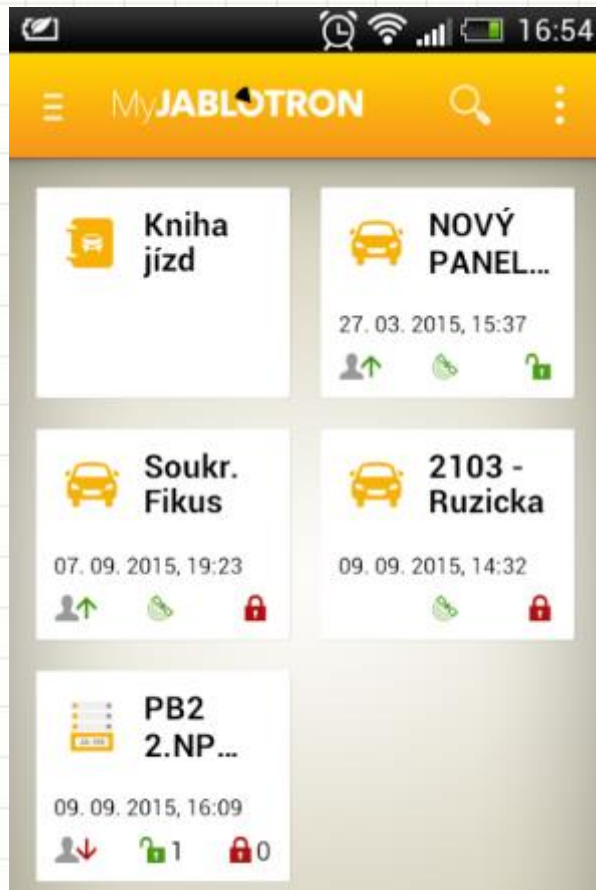 16:54
MyJABLOTRON
Kniha
jízd
NOVÝ
PANEL...
27. 03. 2015, 15:37
Soukr.
Fikus
07. 09. 2015, 19:23
2103 -
Ruzicka
09. 09. 2015, 14:32
PB2
2.NP...
09. 09. 2015, 16:09
1 0